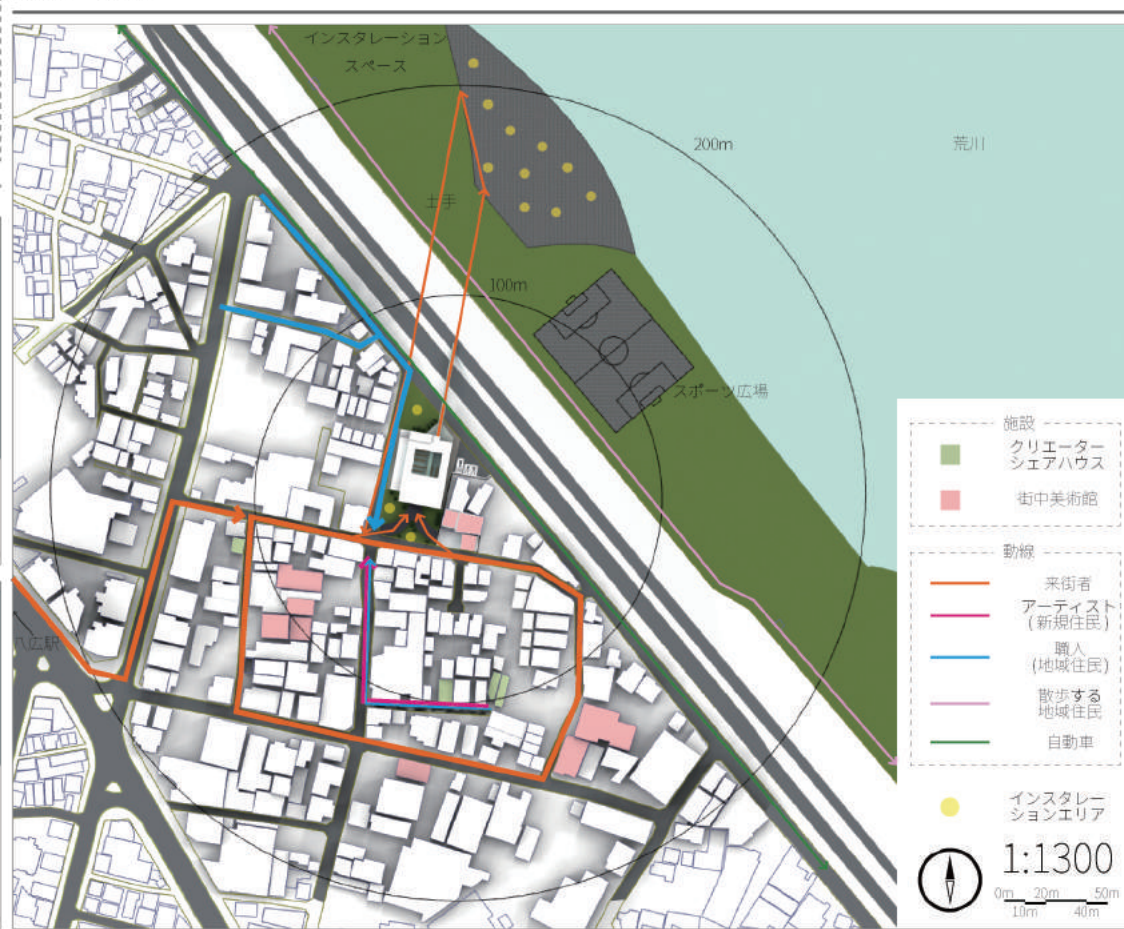 インスタレーション
スペース
200m
荒川
土手
100m
スポーツ広場
八広駅
施設
クリエーター
シェアハウス
街中美術館
動線
来街者
アーティスト
(新規住民)
職人
(地域住民)
散歩する
地域住民
自動車
インスタレー
ションエリア
1:1300
0m 20m 50m
10m 40m